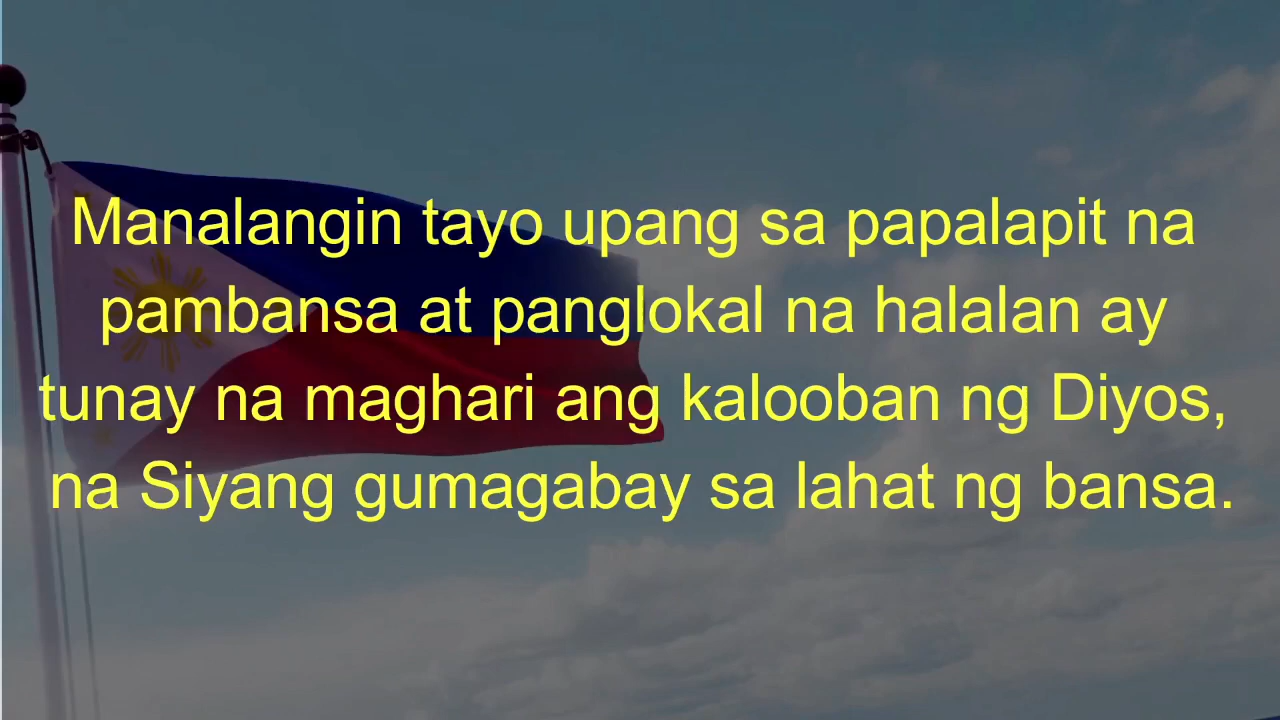 Manalangin tayo upang sa papalapit na
pambansa at panglokal na halalan ay
tunay na maghari ang kalooban ng Diyos,
na Siyang gumagabay sa lahat ng bansa.